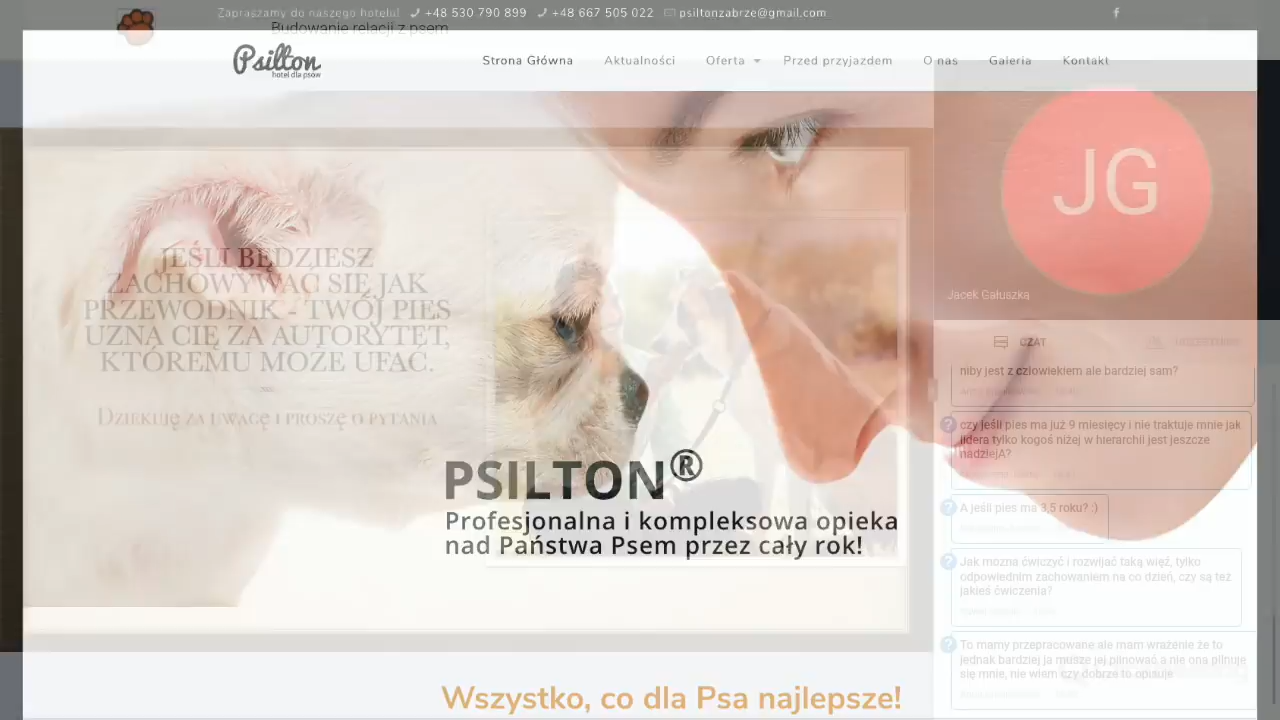 Zapraszamy do naszego hotelu! +48 530 790 899 +48 667 505 022 psiltonzabrze@gmail.com
Budowanie relacji z psem
Psilton
hotel dla psów
Strona Główna Aktualności Oferta Przed przyjazdem O nas Galeria Kontakt
JEŚLI BĘDZIESZ
ZACHOWYWAĆ SIĘ JAK
PRZEWODNIK - TWÓJ PIES
UZNA CIĘ ZA AUTORYTET,
KTÓREMU MOŻE UFAĆ.
DZIĘKUJĘ ZA UWAGĘ I PROSZĘ O PYTANIA
PSILTON®
Profesjonalna i kompleksowa opieka
nad Państwa Psem przez cały rok!
Wszystko, co dla Psa najlepsze!
JG
Jacek Gałuszka
CZAT
niby jest z człowiekiem ale bardziej sam?
czy jeśli pies ma już 9 miesięcy i nie traktuje mnie jak
lidera tylko kogoś niżej w hierarchii jest jeszcze
nadziejA?
A jeśli pies ma 3,5 roku? :)
Jak mozna ćwiczyć i rozwijać taką więź, tylko
odpowiednim zachowaniem na co dzień, czy są też
jakieś ćwiczenia?
To mamy przepracowane ale mam wrażenie że to
jednak bardziej ja musze jej pilnować a nie ona pilnuje
się mnie, nie wiem czy dobrze to opisuje